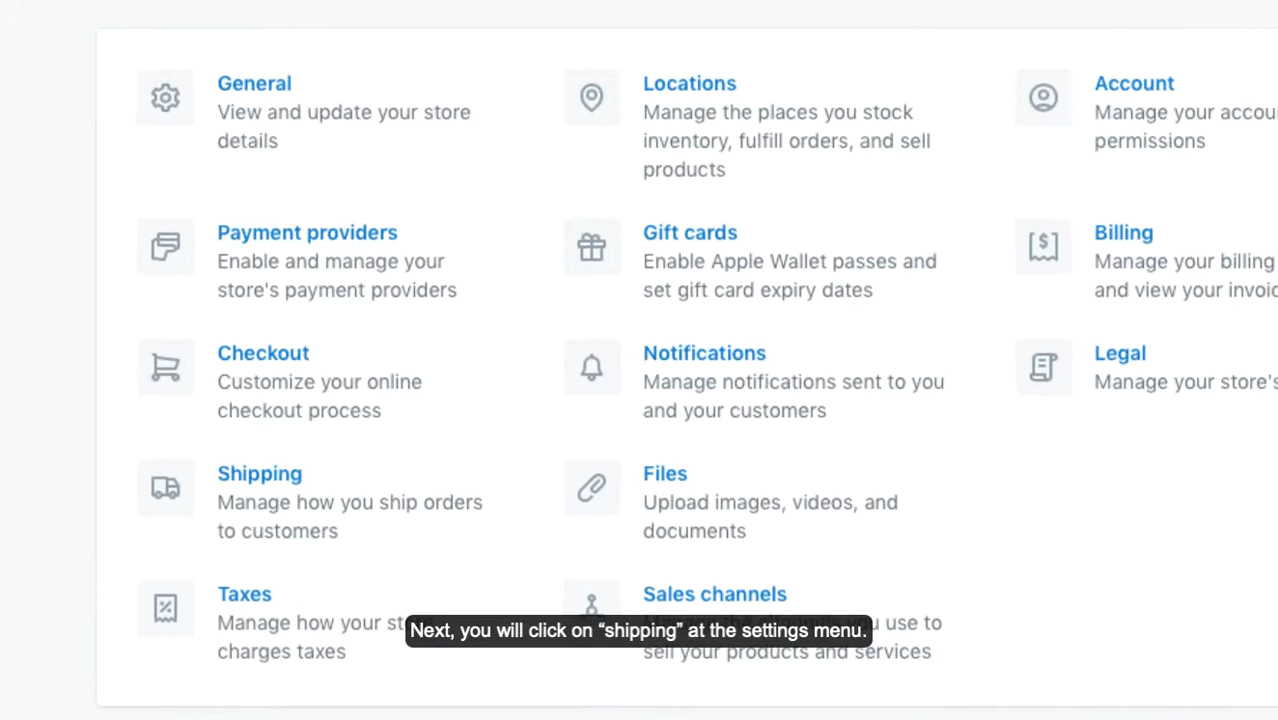 General
View and update your store
details
Locations
Manage the places you stock
inventory, fulfill orders, and sell
products
Account
Manage your accou
permissions
Payment providers
Enable and manage your
store's payment providers
Gift cards
Enable Apple Wallet passes and
set gift card expiry dates
Billing
Manage your billing
and view your invoic
Checkout
Customize your online
checkout process
Notifications
Manage notifications sent to you
and your customers
Legal
Manage your store's
Shipping
Manage how you ship orders
to customers
Files
Upload images, videos, and
documents
Taxes
Manage how your
charges taxes
Sales channels
Manage the channels you use to
sell your products and services
Next, you will click on “shipping” at the settings menu.